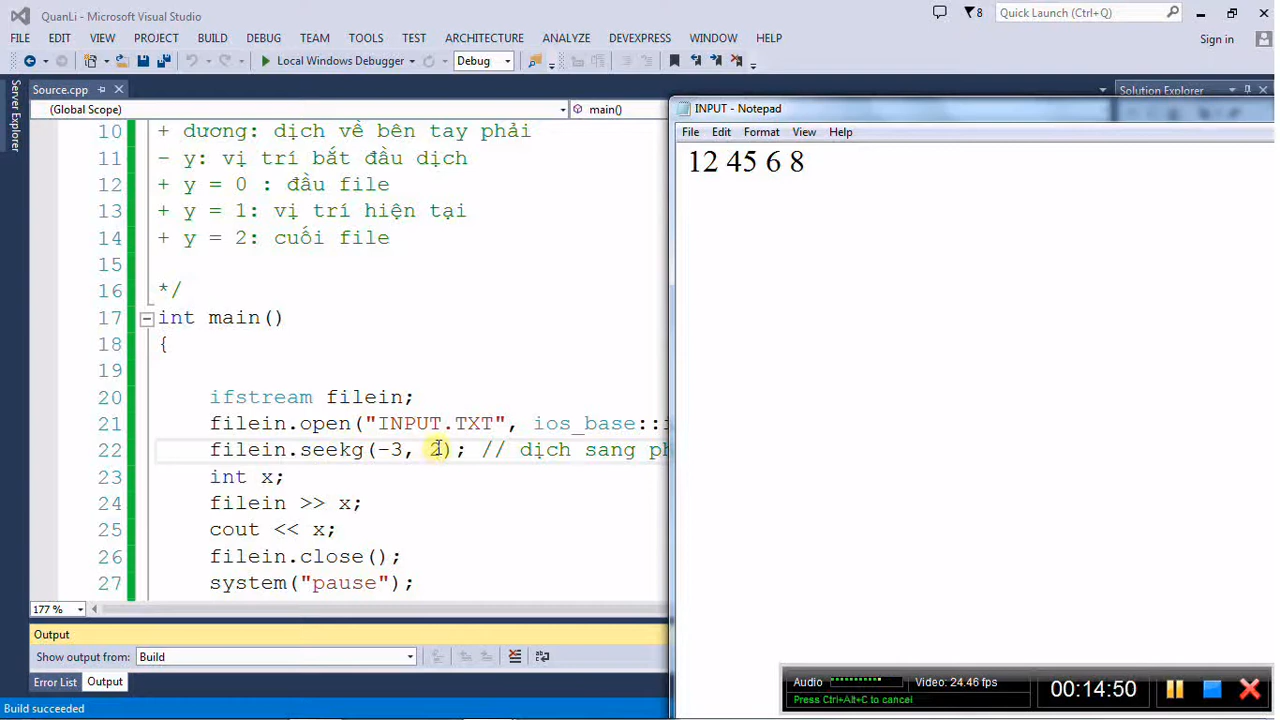 QuanLi - Microsoft Visual Studio
8
Quick Launch (Ctrl+Q)
FILE EDIT VIEW PROJECT BUILD DEBUG TEAM TOOLS TEST ARCHITECTURE ANALYZE DEVEXPRESS WINDOW HELP
Sign in
Local Windows Debugger
Debug
Server Explorer
Source.cpp
Solution Explorer
(Global Scope)
main()
10 + dương: dịch về bên tay phải
11 - y: vị trí bắt đầu dịch
12 + y = 0 : đầu file
13 + y = 1: vị trí hiện tại
14 + y = 2: cuối file
15
16 */
17 int main()
18 {
19
20 ifstream filein;
21 filein.open("INPUT.TXT", ios_base::
22 filein.seekg(-3, 2); // dịch sang
23 int x;
24 filein >> x;
25 cout << x;
26 filein.close();
27 system("pause");
177 %
INPUT - Notepad
File Edit Format View Help
12 45 6 8
Output
Show output from: Build
Error List Output
Build succeeded
Audio
Video: 24.46 fps
Press Ctrl+Alt+C to cancel
00:14:50